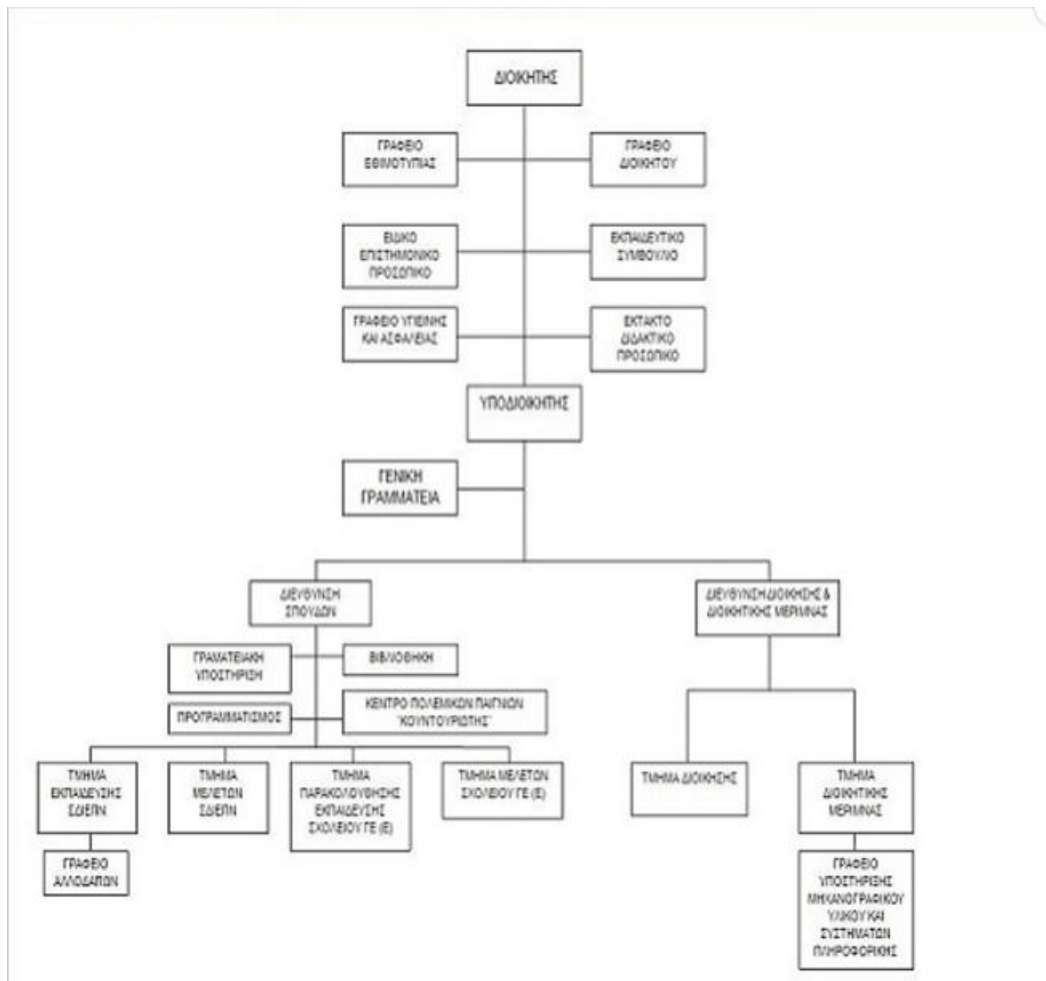 ΔΙΟΙΚΗΤΗΣ
ΓΡΑΦΕΙΟ
ΕΘΙΜΟΤΥΠΙΑΣ
ΓΡΑΦΕΙΟ
ΔΙΟΙΚΗΤΟΥ
ΕΙΔΙΚΟ
ΕΠΙΣΤΗΜΟΝΙΚΟ
ΠΡΟΣΩΠΙΚΟ
ΕΚΠΑΙΔΕΥΤΙΚΟ
ΣΥΜΒΟΥΛΙΟ
ΓΡΑΦΕΙΟ ΥΓΙΕΙΝΗΣ
ΚΑΙ ΑΣΦΑΛΕΙΑΣ
ΕΚΤΑΚΤΟ
ΔΙΔΑΚΤΙΚΟ
ΠΡΟΣΩΠΙΚΟ
ΥΠΟΔΙΟΙΚΗΤΗΣ
ΓΕΝΙΚΗ
ΓΡΑΜΜΑΤΕΙΑ
ΔΙΕΥΘΥΝΣΗ
ΣΠΟΥΔΩΝ
ΔΙΕΥΘΥΝΣΗ ΔΙΟΙΚΗΣΗΣ &
ΔΙΟΙΚΗΤΙΚΗΣ ΜΕΡΙΜΝΑΣ
ΓΡΑΜΑΤΕΙΑΚΗ
ΥΠΟΣΤΗΡΙΞΗ
ΒΙΒΛΙΟΘΗΚΗ
ΠΡΟΓΡΑΜΜΑΤΙΣΜΟΣ
ΚΕΝΤΡΟ ΠΟΛΕΜΙΚΩΝ ΠΑΙΓΝΙΩΝ
"ΚΟΥΝΤΟΥΡΙΩΤΗΣ"
ΤΜΗΜΑ
ΕΚΠΑΙΔΕΥΣΗΣ
ΣΔΙΕΠΝ
ΤΜΗΜΑ
ΜΕΛΕΤΩΝ
ΣΔΙΕΠΝ
ΤΜΗΜΑ
ΠΑΡΑΚΟΛΟΥΘΗΣΗΣ
ΕΚΠΑΙΔΕΥΣΗΣ
ΣΧΟΛΕΙΟΥ ΓΕ (Ε)
ΤΜΗΜΑ ΜΕΛΕΤΩΝ
ΣΧΟΛΕΙΟΥ ΓΕ (Ε)
ΤΜΗΜΑ ΔΙΟΙΚΗΣΗΣ
ΤΜΗΜΑ
ΔΙΟΙΚΗΤΙΚΗΣ
ΜΕΡΙΜΝΑΣ
ΓΡΑΦΕΙΟ
ΑΛΛΟΔΑΠΩΝ
ΓΡΑΦΕΙΟ
ΥΠΟΣΤΗΡΙΞΗΣ
ΜΗΧΑΝΟΓΡΑΦΙΚΟΥ
ΥΛΙΚΟΥ ΚΑΙ
ΣΥΣΤΗΜΑΤΩΝ
ΠΛΗΡΟΦΟΡΙΚΗΣ